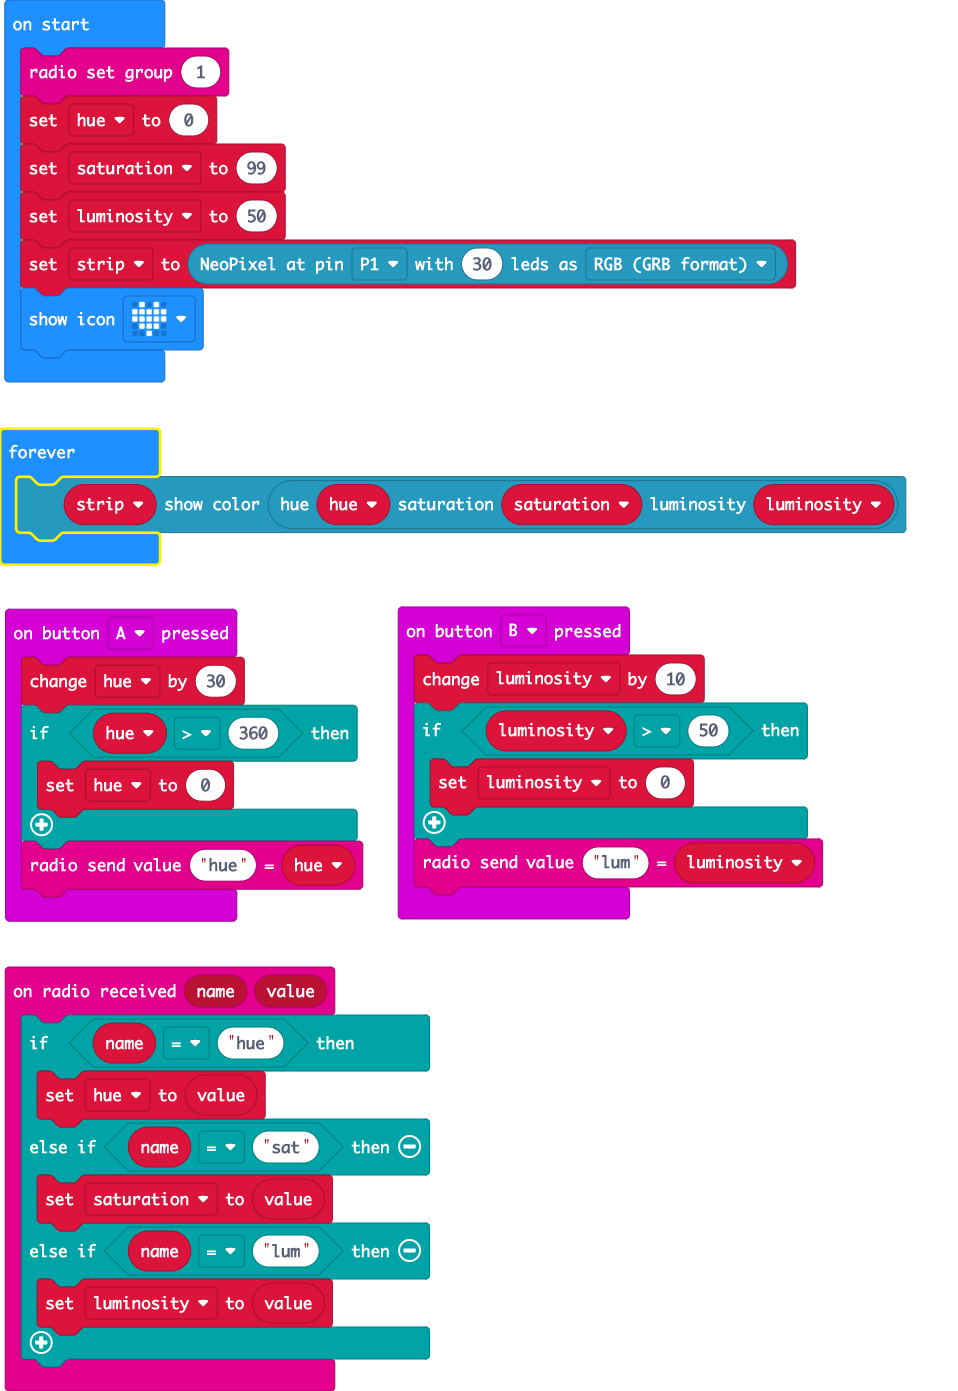 on start
radio set group 1
set hue to 0
set saturation to 99
set luminosity to 50
set strip to NeoPixel at pin P1 with 30 leds as RGB (GRB format)
show icon
forever
strip show color hue hue saturation saturation luminosity luminosity
on button A pressed
change hue by 30
if hue > 360 then
set hue to 0
radio send value "hue" = hue
on button B pressed
change luminosity by 10
if luminosity > 50 then
set luminosity to 0
radio send value "lum" = luminosity
on radio received name value
if name = "hue" then
set hue to value
else if name = "sat" then
set saturation to value
else if name = "lum" then
set luminosity to value